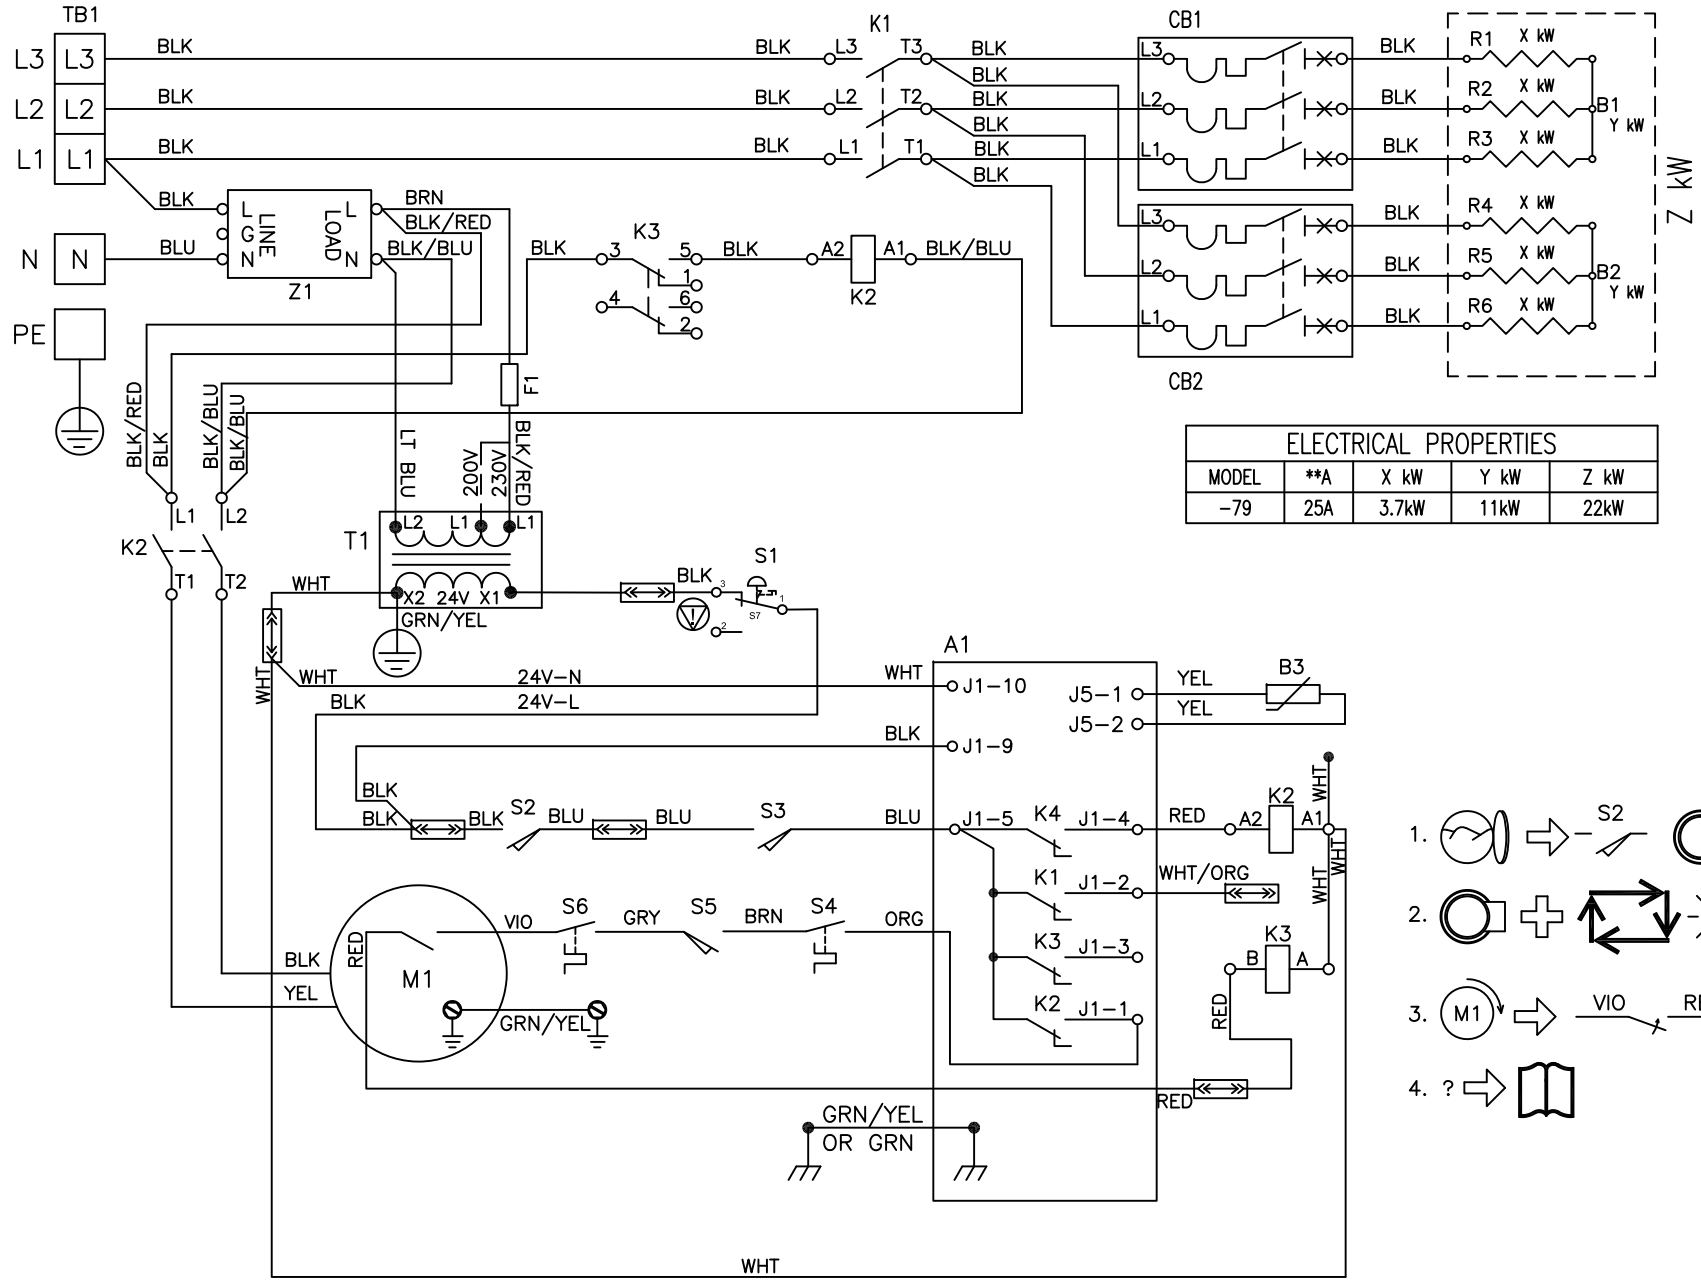 TB1
K1
CB1
L3 L3 BLK BLK L3 T3 BLK L3 BLK R1 X kW
BLK
L2 L2 BLK BLK L2 T2 BLK L2 BLK R2 X kW B1
BLK Y kW
L1 L1 BLK BLK L1 T1 BLK L1 BLK R3 X kW
BLK
Z kW
BLK L LINE LOAD L BRN
G BLK/RED
N N BLU N N BLK/BLU
Z1
L3 BLK R4 X kW
L2 BLK R5 X kW B2
Y kW
L1 BLK R6 X kW
CB2
K3
BLK 3 5 BLK A2 A1 BLK/BLU
1
K2
4 6
2
PE
F1
BLK/RED
BLK
BLK/BLU
BLK/BLU
LT BLU
200V
230V
BLK/RED
ELECTRICAL PROPERTIES
MODEL **A X kW Y kW Z kW
-79 25A 3.7kW 11kW 22kW
L1 L2
K2
T1 T2
T1 L2 L1 L1
X2 24V X1
WHT
GRN/YEL
BLK 3 S1
1
S7
!
2
A1
WHT
WHT 24V-N WHT J1-10
BLK 24V-L
J5-1 YEL B3
J5-2 YEL
BLK J1-9
BLK
BLK BLK S2 BLU BLU S3 BLU J1-5 K4 J1-4 RED A2 K2 A1
WHT
WHT
WHT
K1 J1-2 WHT/ORG
RED VIO S6 GRY S5 BRN S4 ORG
K3 J1-3
B K3 A
BLK M1
YEL
GRN/YEL
K2 J1-1
RED
RED
GRN/YEL
OR GRN
WHT
1. S2
2.
3. M1 VIO
4. ?